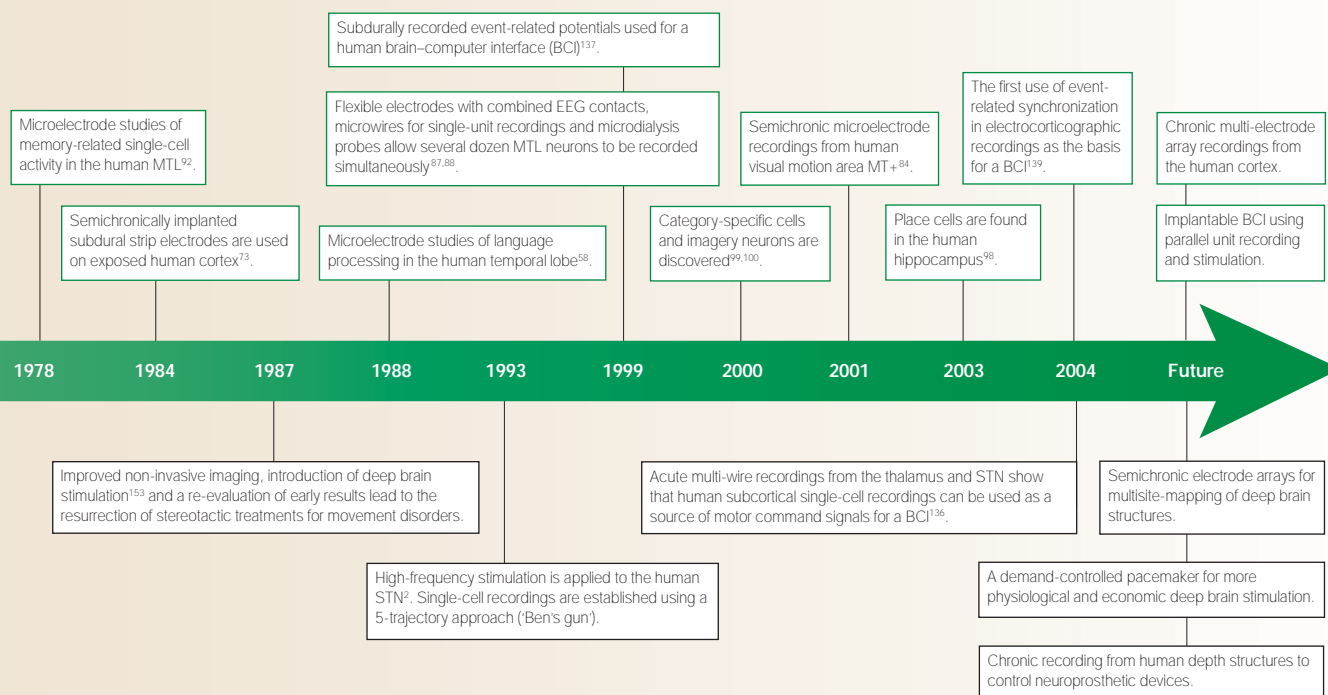 Subdurally recorded event-related potentials used for a
human brain–computer interface (BCI)137.
Flexible electrodes with combined EEG contacts,
microwires for single-unit recordings and microdialysis
probes allow several dozen MTL neurons to be recorded
simultaneously87,88.
The first use of event-
related synchronization
in electrocorticographic
recordings as the basis
for a BCI139.
Microelectrode studies of
memory-related single-cell
activity in the human MTL92.
Semichronic microelectrode
recordings from human
visual motion area MT+84.
Chronic multi-electrode
array recordings from
the human cortex.
Semichronically implanted
subdural strip electrodes are used
on exposed human cortex73.
Microelectrode studies of language
processing in the human temporal lobe58.
Category-specific cells
and imagery neurons are
discovered99,100.
Place cells are found
in the human
hippocampus98.
Implantable BCI using
parallel unit recording
and stimulation.
1978 1984 1987 1988 1993 1999 2000 2001 2003 2004 Future
Improved non-invasive imaging, introduction of deep brain
stimulation153 and a re-evaluation of early results lead to the
resurrection of stereotactic treatments for movement disorders.
Acute multi-wire recordings from the thalamus and STN show
that human subcortical single-cell recordings can be used as a
source of motor command signals for a BCI136.
Semichronic electrode arrays for
multisite-mapping of deep brain
structures.
High-frequency stimulation is applied to the human
STN2. Single-cell recordings are established using a
5-trajectory approach (‘Ben’s gun’).
A demand-controlled pacemaker for more
physiological and economic deep brain stimulation.
Chronic recording from human depth structures to
control neuroprosthetic devices.